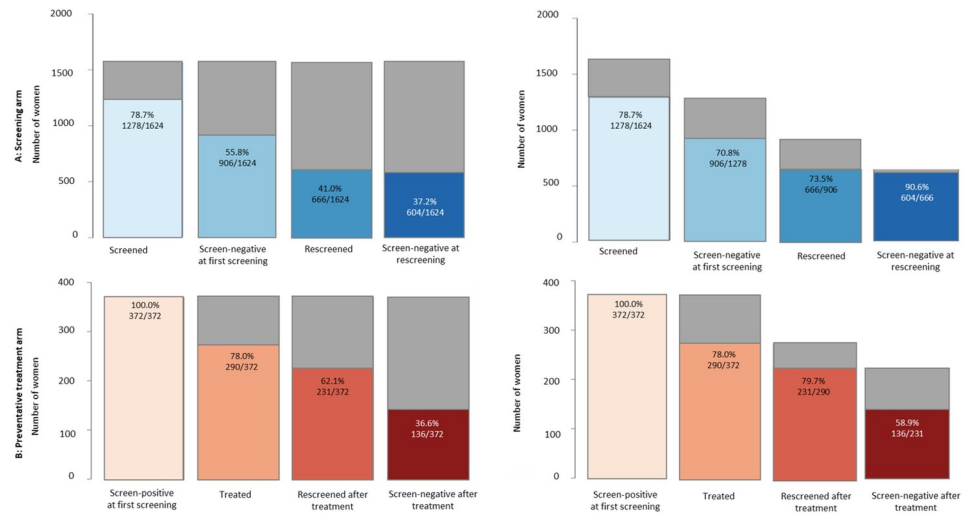 A: Screening arm
Number of women
2000
1500
1000
500
0
78.7%
1278/1624
55.8%
906/1624
41.0%
666/1624
37.2%
604/1624
Screened
Screen-negative
at first screening
Rescreened
Screen-negative at
rescreening
Number of women
2000
1500
1000
500
0
78.7%
1278/1624
70.8%
906/1278
73.5%
666/906
90.6%
604/666
Screened
Screen-negative
at first screening
Rescreened
Screen-negative at
rescreening
B: Preventative treatment arm
Number of women
400
300
200
100
0
100.0%
372/372
78.0%
290/372
62.1%
231/372
36.6%
136/372
Screen-positive
at first screening
Treated
Rescreened after
treatment
Screen-negative after
treatment
Number of women
400
300
200
100
0
100.0%
372/372
78.0%
290/372
79.7%
231/290
58.9%
136/231
Screen-positive
at first screening
Treated
Rescreened after
treatment
Screen-negative after
treatment